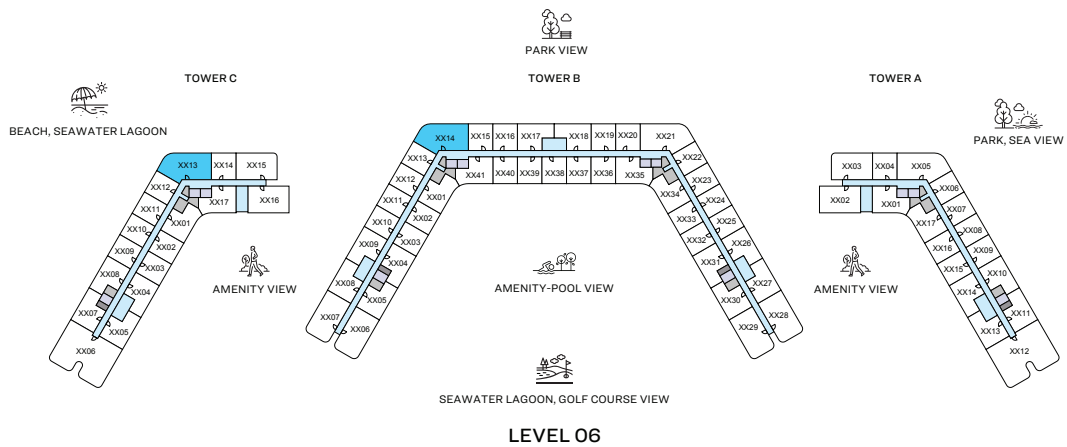 PARK VIEW
TOWER C
TOWER B
TOWER A
BEACH, SEAWATER LAGOON
PARK, SEA VIEW
XX13
XX14
XX15
XX12
XX11
XX10
XX09
XX08
XX07
XX06
XX05
XX04
XX03
XX02
XX01
XX17
XX16
XX14
XX15
XX16
XX17
XX18
XX19
XX20
XX21
XX13
XX12
XX11
XX10
XX09
XX08
XX07
XX06
XX05
XX04
XX03
XX02
XX01
XX41
XX40
XX39
XX38
XX37
XX36
XX35
XX34
XX33
XX32
XX31
XX30
XX29
XX28
XX27
XX26
XX25
XX24
XX23
XX22
XX03
XX04
XX05
XX02
XX01
XX17
XX06
XX07
XX08
XX09
XX10
XX11
XX12
XX13
XX14
XX15
XX16
AMENITY VIEW
AMENITY-POOL VIEW
AMENITY VIEW
SEAWATER LAGOON, GOLF COURSE VIEW
LEVEL 06